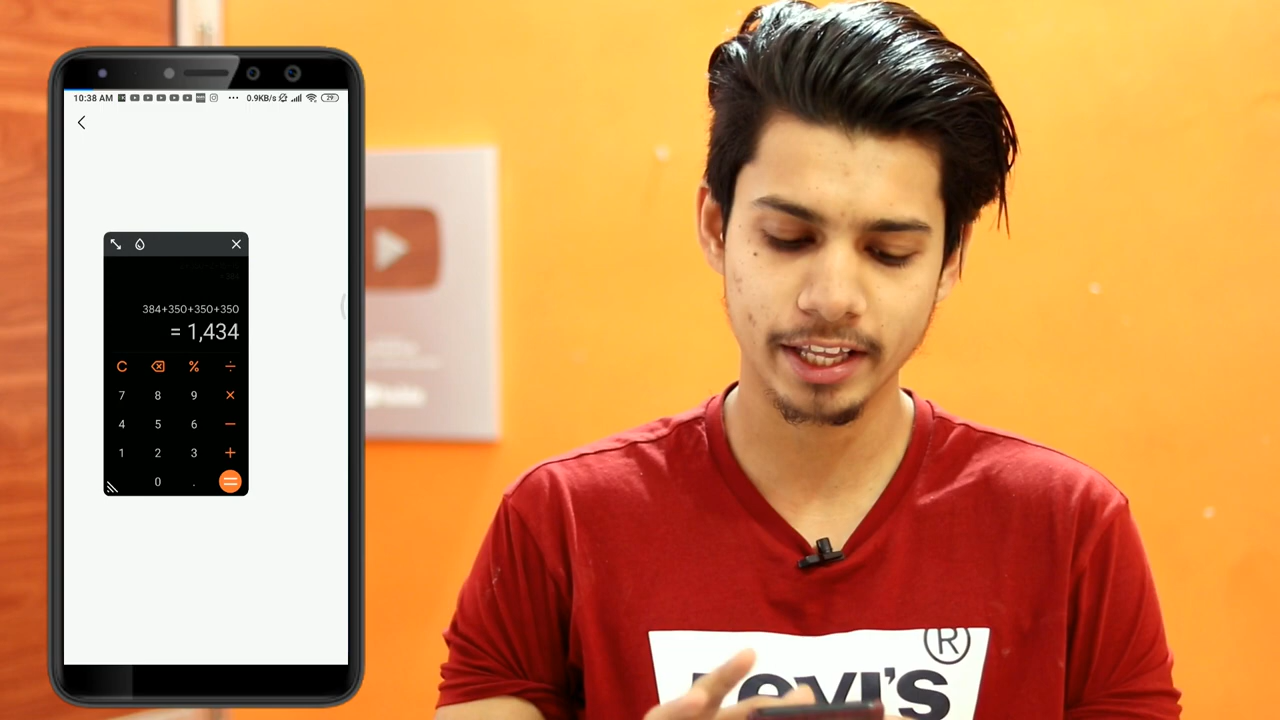 10:38 AM ... 0.9KB/s 29
384+350+350+350
= 1,434
C % ÷
7 8 9 ×
4 5 6 −
1 2 3 +
0 . =
LEVI'S ®